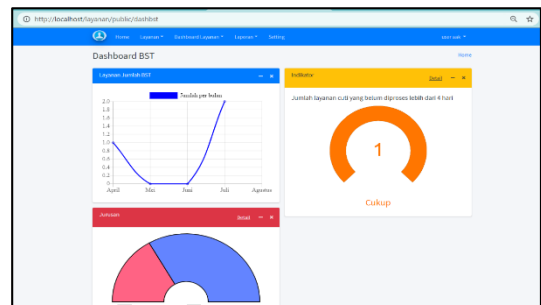 http://localhost/layanan/public/dashbst
Home Layanan Dashboard Layanan Laporan Setting
Dashboard BST
Home
Layanan Jumlah BST
Jumlah per bulan
2.0
1.8
1.6
1.4
1.2
1.0
0.8
0.6
0.4
0.2
0
April Mei Juni Juli Agustus
Indikator Detail
Jumlah layanan cuti yang belum diproses lebih dari 4 hari
1
Cukup
Detail